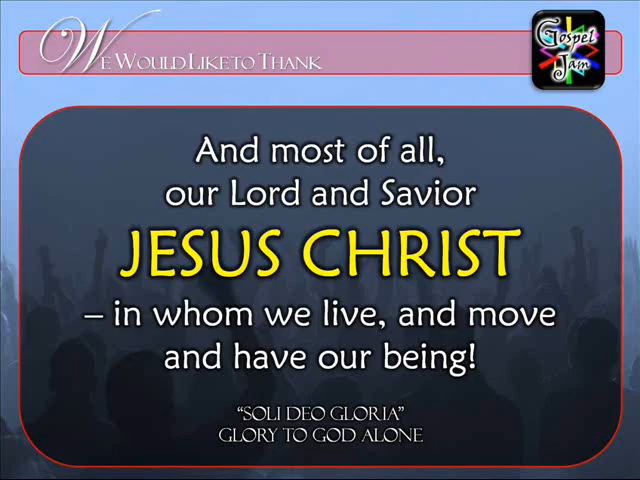 We Would Like to Thank
Gospel
Jam
And most of all,
our Lord and Savior
JESUS CHRIST
– in whom we live, and move
and have our being!
“SOLI DEO GLORIA”
GLORY TO GOD ALONE